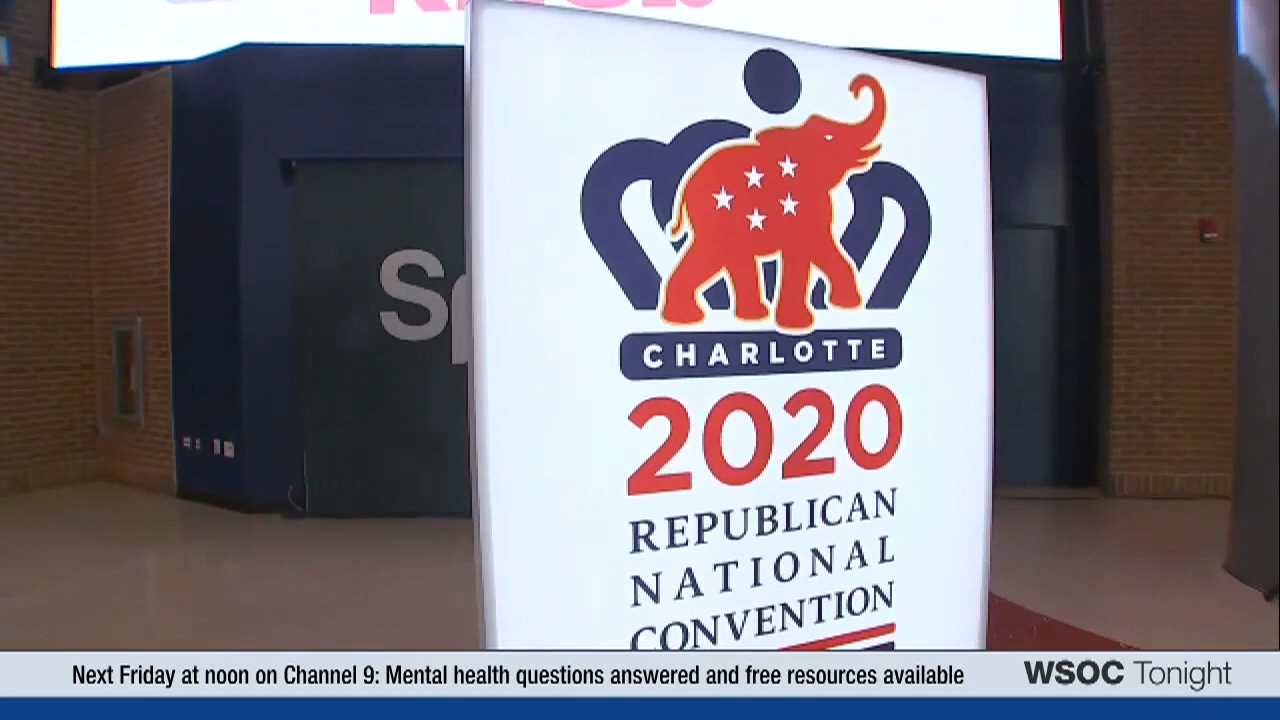 CHARLOTTE
2020
REPUBLICAN
NATIONAL
CONVENTION
Next Friday at noon on Channel 9: Mental health questions answered and free resources available
WSOC Tonight